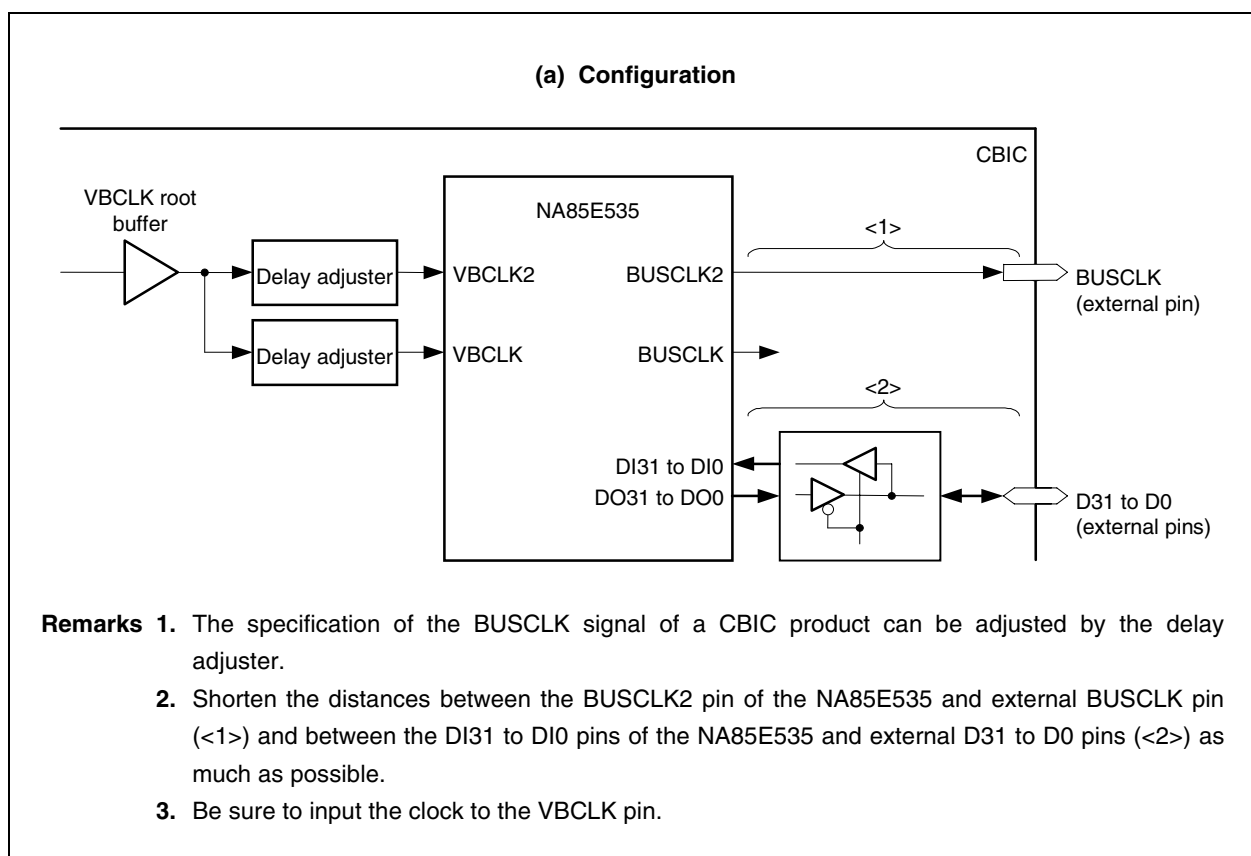 (a) Configuration
CBIC
VBCLK root
buffer
NA85E535
<1>
Delay adjuster
VBCLK2
BUSCLK2
BUSCLK
(external pin)
Delay adjuster
VBCLK
BUSCLK
<2>
DI31 to DI0
DO31 to DO0
D31 to D0
(external pins)
Remarks 1. The specification of the BUSCLK signal of a CBIC product can be adjusted by the delay
adjuster.
2. Shorten the distances between the BUSCLK2 pin of the NA85E535 and external BUSCLK pin
(<1>) and between the DI31 to DI0 pins of the NA85E535 and external D31 to D0 pins (<2>) as
much as possible.
3. Be sure to input the clock to the VBCLK pin.